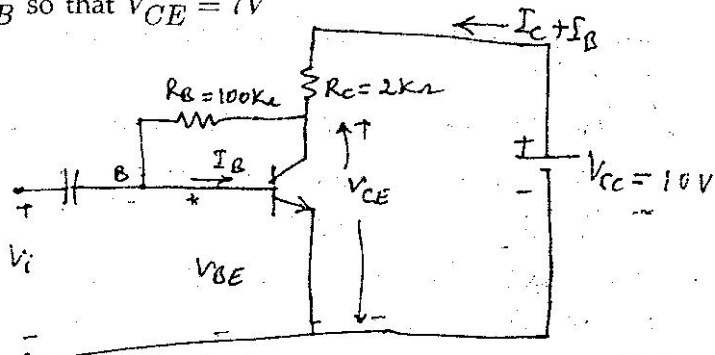 B so that VCE = 7V
← IC + IB
RB = 100KΩ
RC = 2KΩ
B
IB
+
VCE
+
VCC = 10V
-
+
*
Vi
VBE
-
-
-